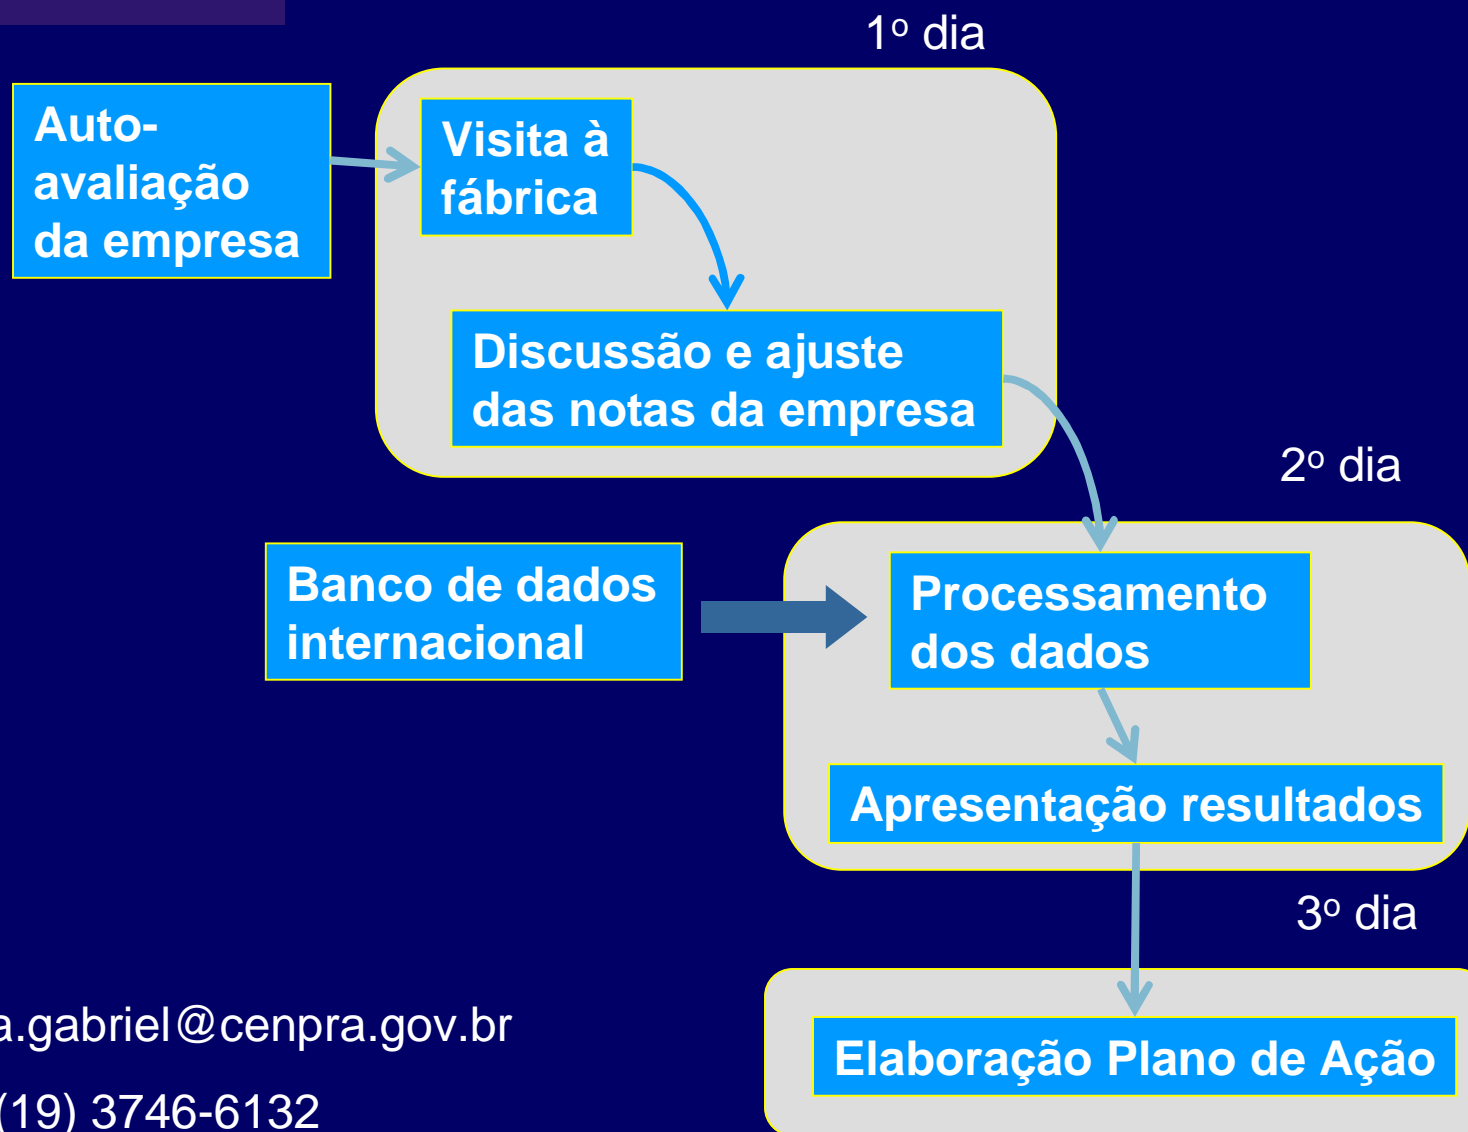 1º dia
Auto-
avaliação
da empresa
Visita à
fábrica
Discussão e ajuste
das notas da empresa
2º dia
Banco de dados
internacional
Processamento
dos dados
Apresentação resultados
3º dia
a.gabriel@cenpra.gov.br
Elaboração Plano de Ação
(19) 3746-6132